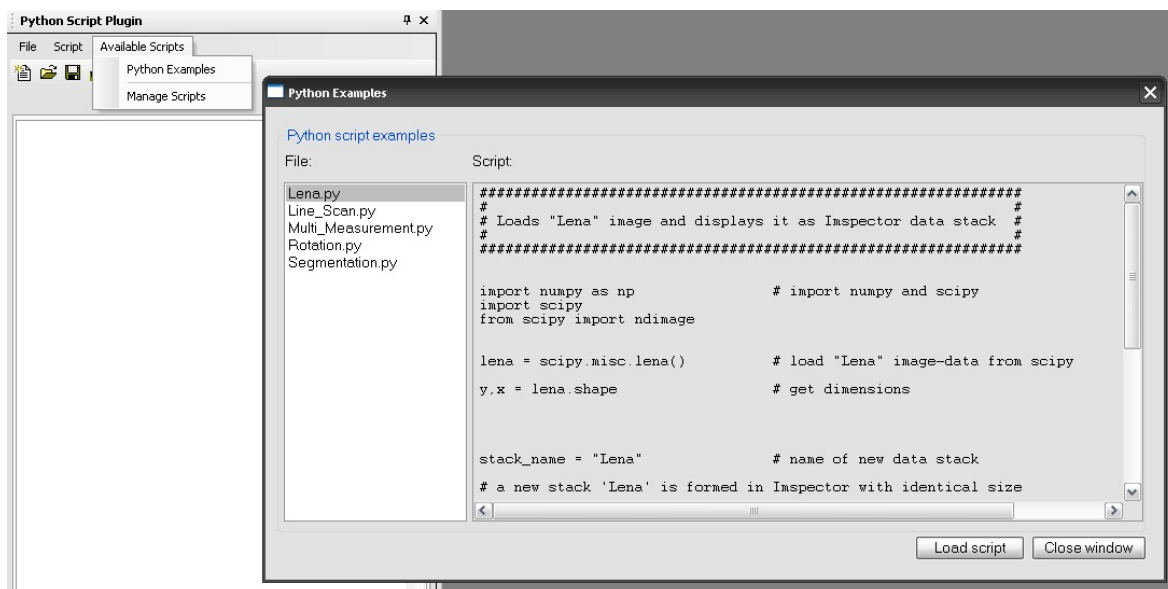 Python Script Plugin
File Script Available Scripts
Python Examples
Manage Scripts
Python Examples
Python script examples
File:
Lena.py
Line_Scan.py
Multi_Measurement.py
Rotation.py
Segmentation.py
Script:
###############################################################
# #
# Loads "Lena" image and displays it as Imspector data stack #
# #
###############################################################
import numpy as np # import numpy and scipy
import scipy
from scipy import ndimage
lena = scipy.misc.lena() # load "Lena" image-data from scipy
y,x = lena.shape # get dimensions
stack_name = "Lena" # name of new data stack
# a new stack 'Lena' is formed in Imspector with identical size
Load script Close window